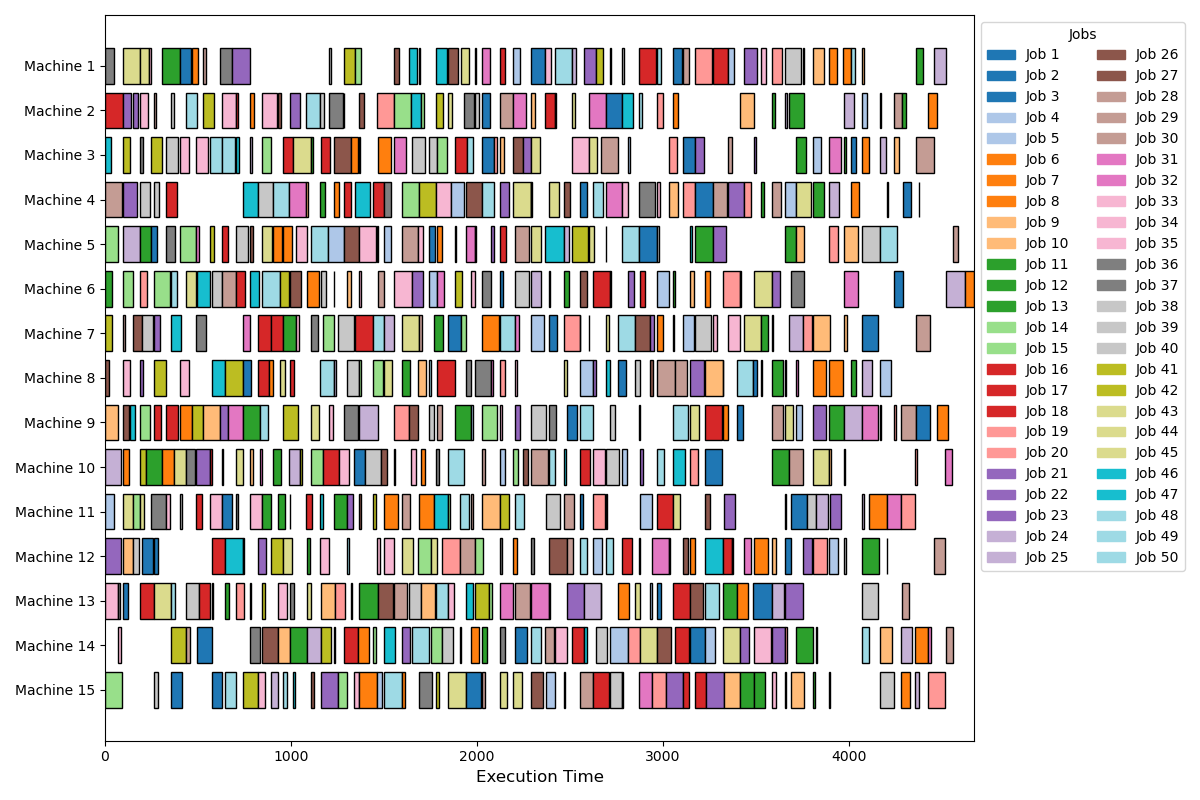 Machine 1
Machine 2
Machine 3
Machine 4
Machine 5
Machine 6
Machine 7
Machine 8
Machine 9
Machine 10
Machine 11
Machine 12
Machine 13
Machine 14
Machine 15
0 1000 2000 3000 4000
Execution Time
Jobs
Job 1
Job 2
Job 3
Job 4
Job 5
Job 6
Job 7
Job 8
Job 9
Job 10
Job 11
Job 12
Job 13
Job 14
Job 15
Job 16
Job 17
Job 18
Job 19
Job 20
Job 21
Job 22
Job 23
Job 24
Job 25
Job 26
Job 27
Job 28
Job 29
Job 30
Job 31
Job 32
Job 33
Job 34
Job 35
Job 36
Job 37
Job 38
Job 39
Job 40
Job 41
Job 42
Job 43
Job 44
Job 45
Job 46
Job 47
Job 48
Job 49
Job 50